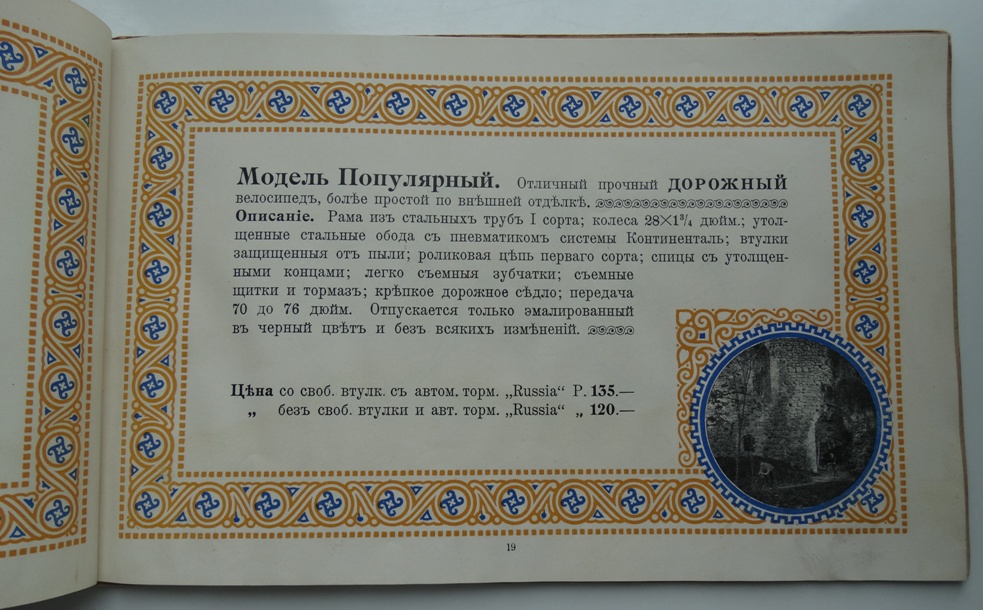 Модель Популярный. Отличный прочный ДОРОЖНЫЙ
велосипедъ, болѣе простой по внѣшней отдѣлкѣ.
Описаніе. Рама изъ стальныхъ трубъ I сорта; колеса 28×1³/₄ дюйм.; утол-
щенные стальные обода съ пневматикомъ системы Континенталь; втулки
защищенныя отъ пыли; роликовая цѣпь перваго сорта; спицы съ утолщен-
ными концами; легко съемныя зубчатки; съемные
щитки и тормазъ; крѣпкое дорожное сѣдло; передача
70 до 76 дюйм. Отпускается только эмалированный
въ черный цвѣтъ и безъ всякихъ измѣненій.
Цѣна со своб. втулк. съ автом. торм. „Russia“ Р. 135.—
„ безъ своб. втулки и авт. торм. „Russia“ „ 120.—
19